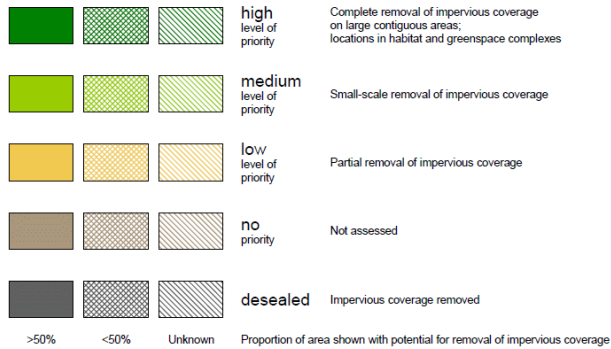 high
level of
priority
Complete removal of impervious coverage
on large contiguous areas;
locations in habitat and greenspace complexes
medium
level of
priority
Small-scale removal of impervious coverage
low
level of
priority
Partial removal of impervious coverage
no
priority
Not assessed
desealed
Impervious coverage removed
>50% <50% Unknown Proportion of area shown with potential for removal of impervious coverage